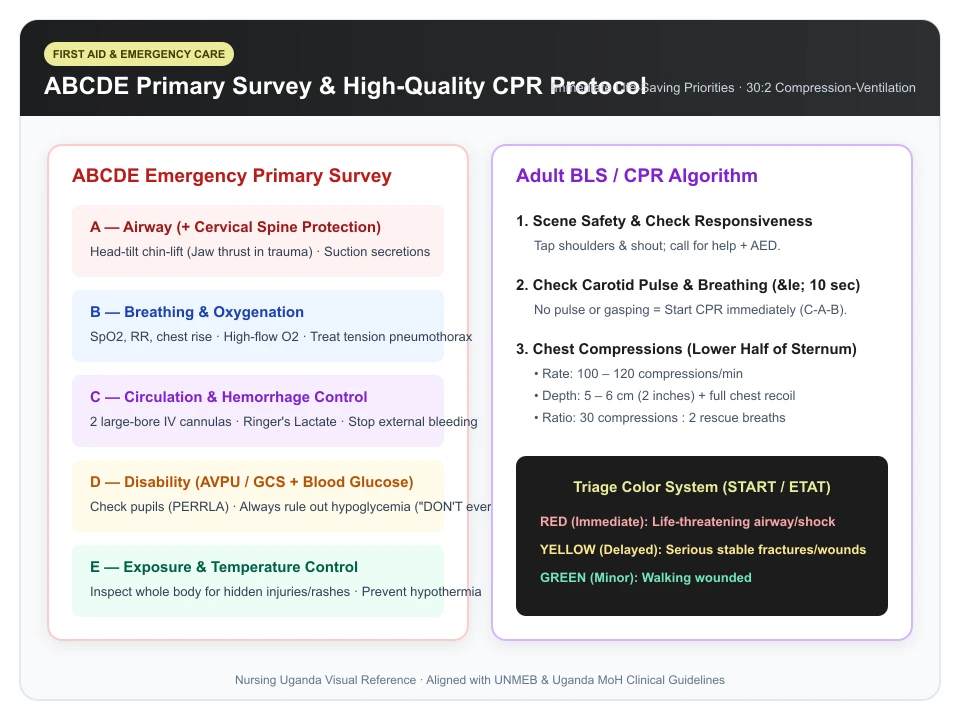 FIRST AID & EMERGENCY CARE
ABCDE Primary Survey & High-Quality CPR Protocol
Saving Priorities · 30:2 Compression-Ventilation
ABCDE Emergency Primary Survey
A — Airway (+ Cervical Spine Protection)
Head-tilt chin-lift (Jaw thrust in trauma) · Suction secretions
B — Breathing & Oxygenation
SpO2, RR, chest rise · High-flow O2 · Treat tension pneumothorax
C — Circulation & Hemorrhage Control
2 large-bore IV cannulas · Ringer's Lactate · Stop external bleeding
D — Disability (AVPU / GCS + Blood Glucose)
Check pupils (PERRLA) · Always rule out hypoglycemia ("DON'T ever
E — Exposure & Temperature Control
Inspect whole body for hidden injuries/rashes · Prevent hypothermia
Adult BLS / CPR Algorithm
1. Scene Safety & Check Responsiveness
Tap shoulders & shout; call for help + AED.
2. Check Carotid Pulse & Breathing (&le; 10 sec)
No pulse or gasping = Start CPR immediately (C-A-B).
3. Chest Compressions (Lower Half of Sternum)
• Rate: 100 – 120 compressions/min
• Depth: 5 – 6 cm (2 inches) + full chest recoil
• Ratio: 30 compressions : 2 rescue breaths
Triage Color System (START / ETAT)
RED (Immediate): Life-threatening airway/shock
YELLOW (Delayed): Serious stable fractures/wounds
GREEN (Minor): Walking wounded
Nursing Uganda Visual Reference · Aligned with UNMEB & Uganda MoH Clinical Guidelines